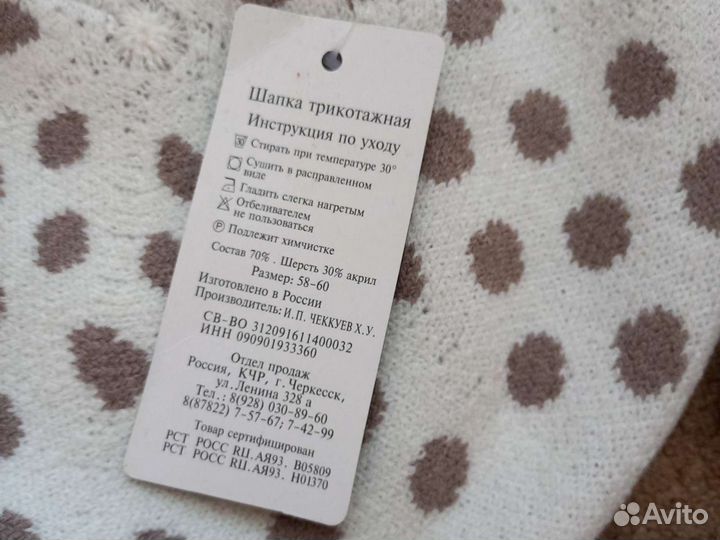 Шапка трикотажная
Инструкция по уходу
30 Стирать при температуре 30°
Сушить в расправленном
виде
Гладить слегка нагретым
Отбеливателем
не пользоваться
P Подлежит химчистке
Состав 70% . Шерсть 30% акрил
Размер: 58-60
Изготовлено в России
Производитель: И.П. ЧЕККУЕВ Х.У.
СВ-ВО 312091611400032
ИНН 090901933360
Отдел продаж
Россия, КЧР, г. Черкесск,
ул.Ленина 328 а
Тел.: 8(928) 030-89-60
8(87822) 7-57-67; 7-42-99
Товар сертифицирован
РСТ РОСС RЦ.АЯ93. В05809
РСТ РОСС RЦ.АЯ93. Н01370
Avito